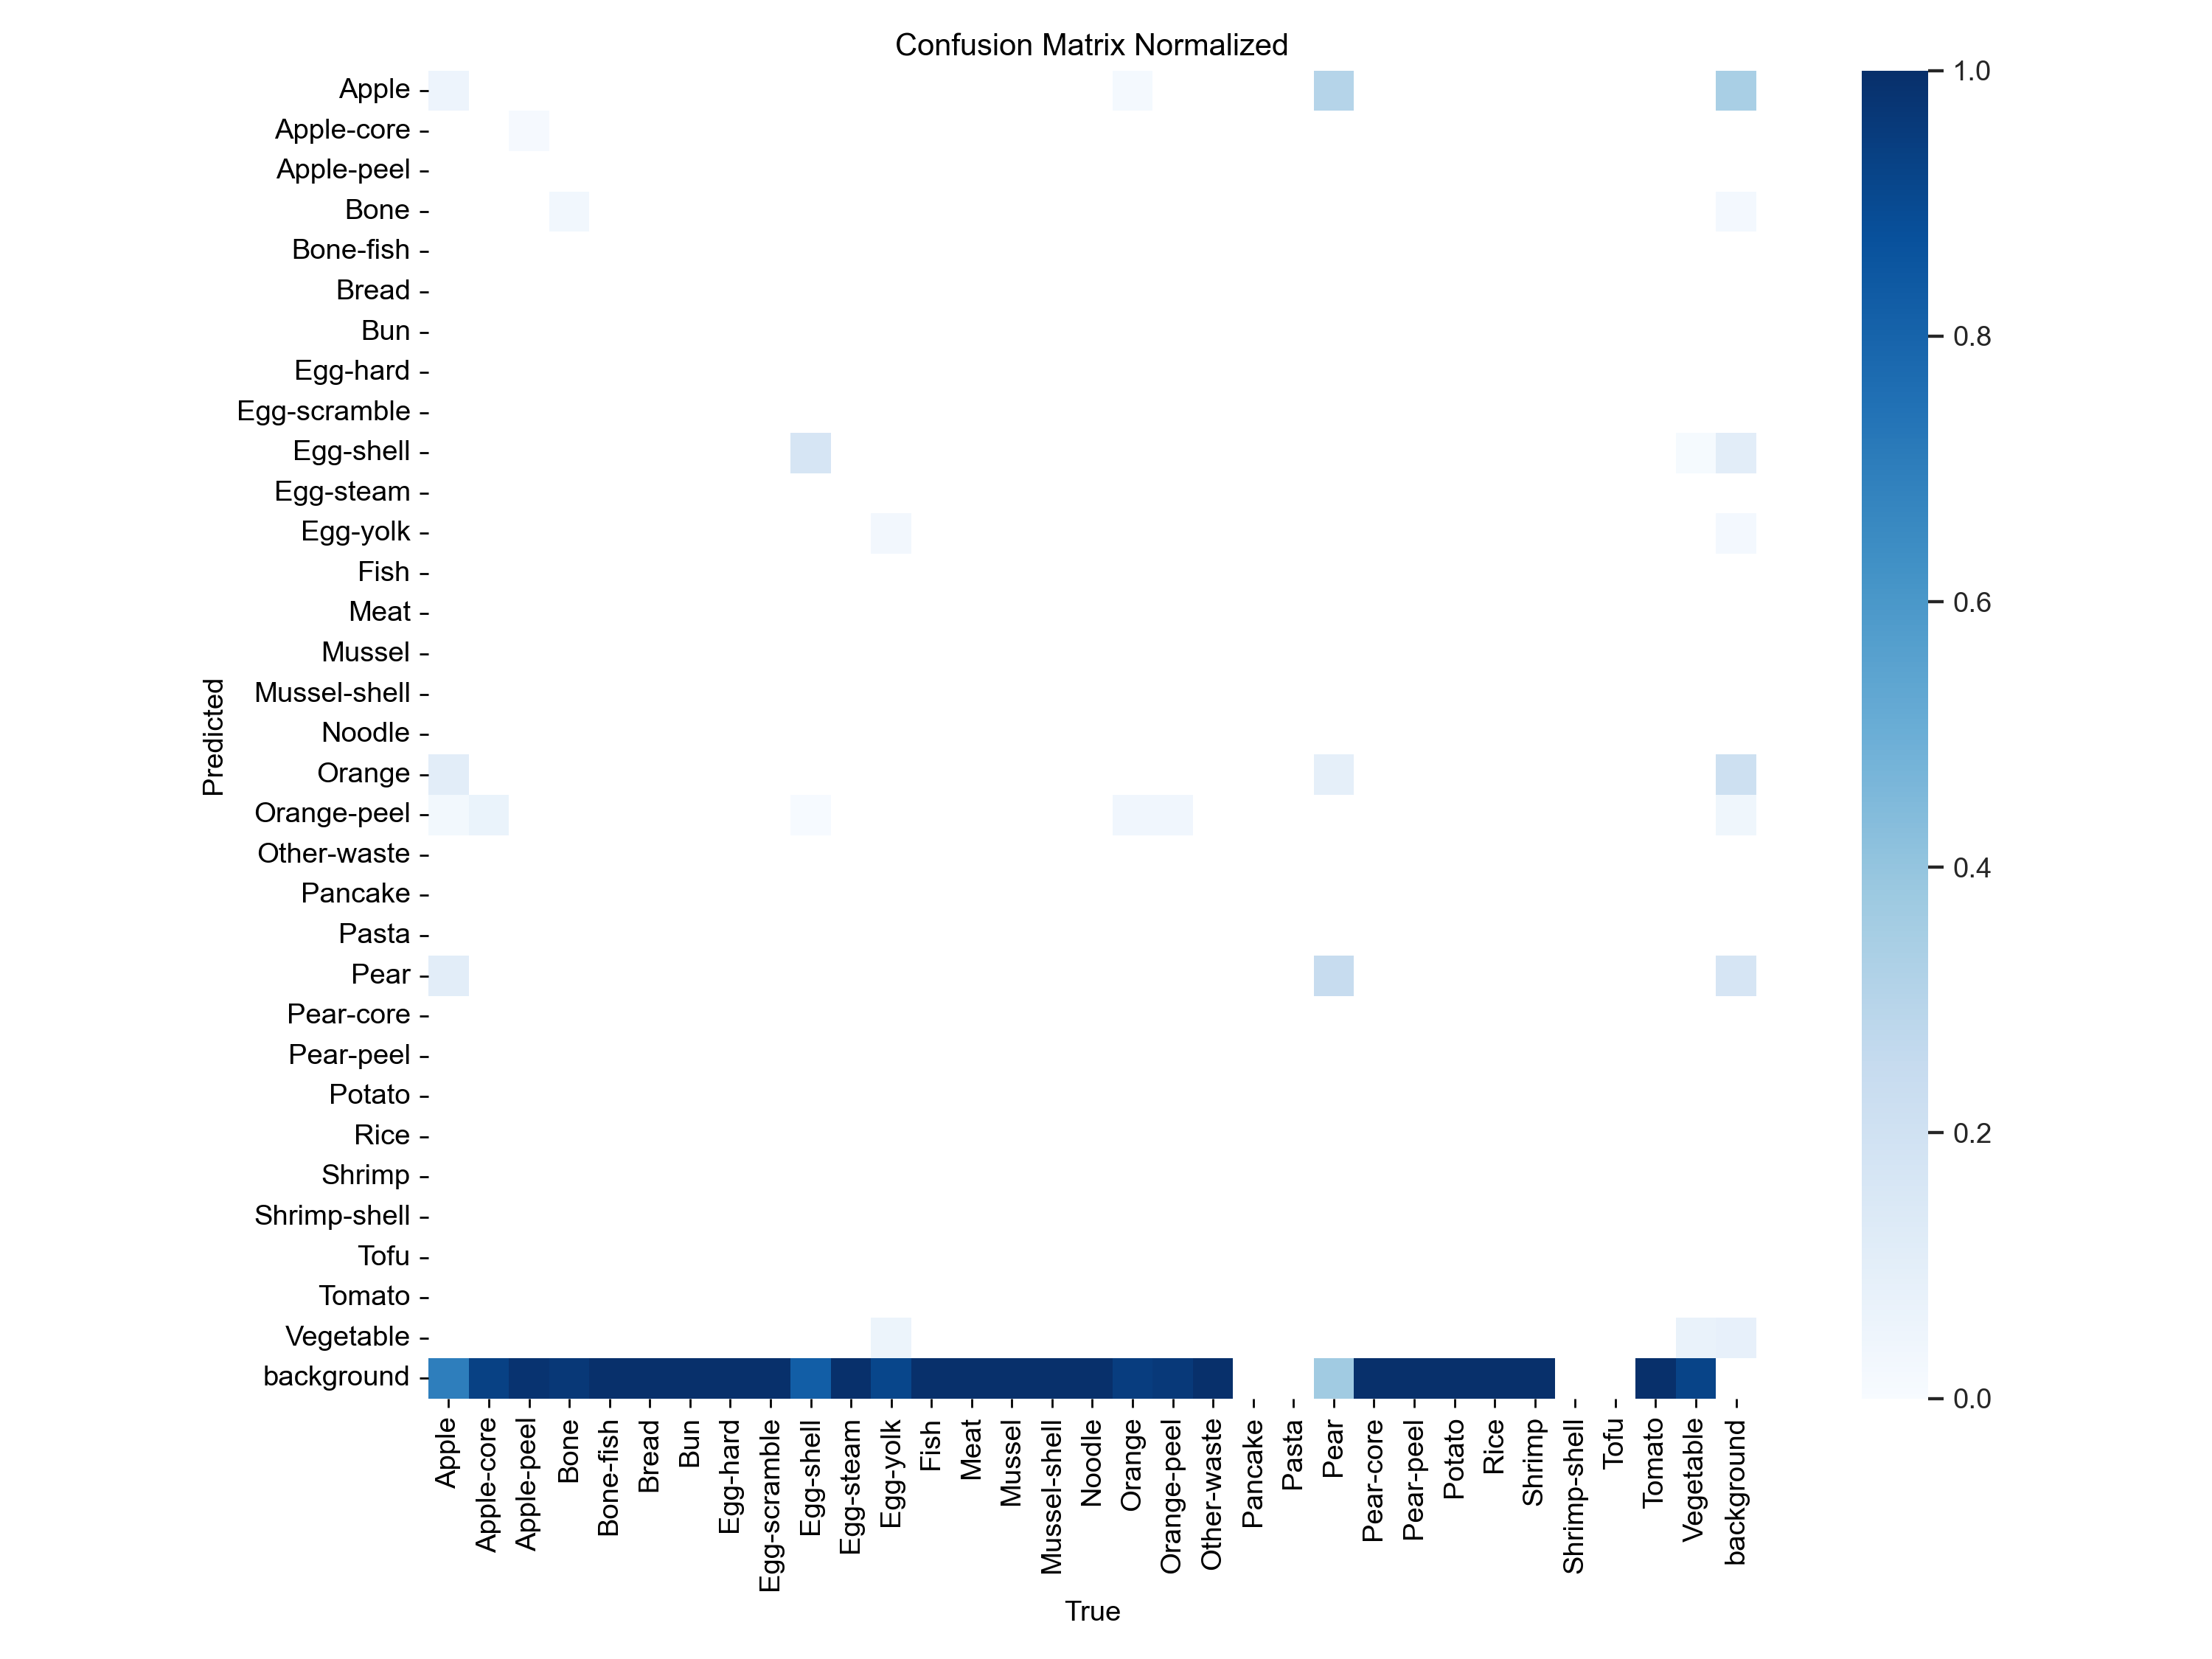 Confusion Matrix Normalized
Predicted
Apple
Apple-core
Apple-peel
Bone
Bone-fish
Bread
Bun
Egg-hard
Egg-scramble
Egg-shell
Egg-steam
Egg-yolk
Fish
Meat
Mussel
Mussel-shell
Noodle
Orange
Orange-peel
Other-waste
Pancake
Pasta
Pear
Pear-core
Pear-peel
Potato
Rice
Shrimp
Shrimp-shell
Tofu
Tomato
Vegetable
background
Apple
Apple-core
Apple-peel
Bone
Bone-fish
Bread
Bun
Egg-hard
Egg-scramble
Egg-shell
Egg-steam
Egg-yolk
Fish
Meat
Mussel
Mussel-shell
Noodle
Orange
Orange-peel
Other-waste
Pancake
Pasta
Pear
Pear-core
Pear-peel
Potato
Rice
Shrimp
Shrimp-shell
Tofu
Tomato
Vegetable
background
True
1.0
0.8
0.6
0.4
0.2
0.0